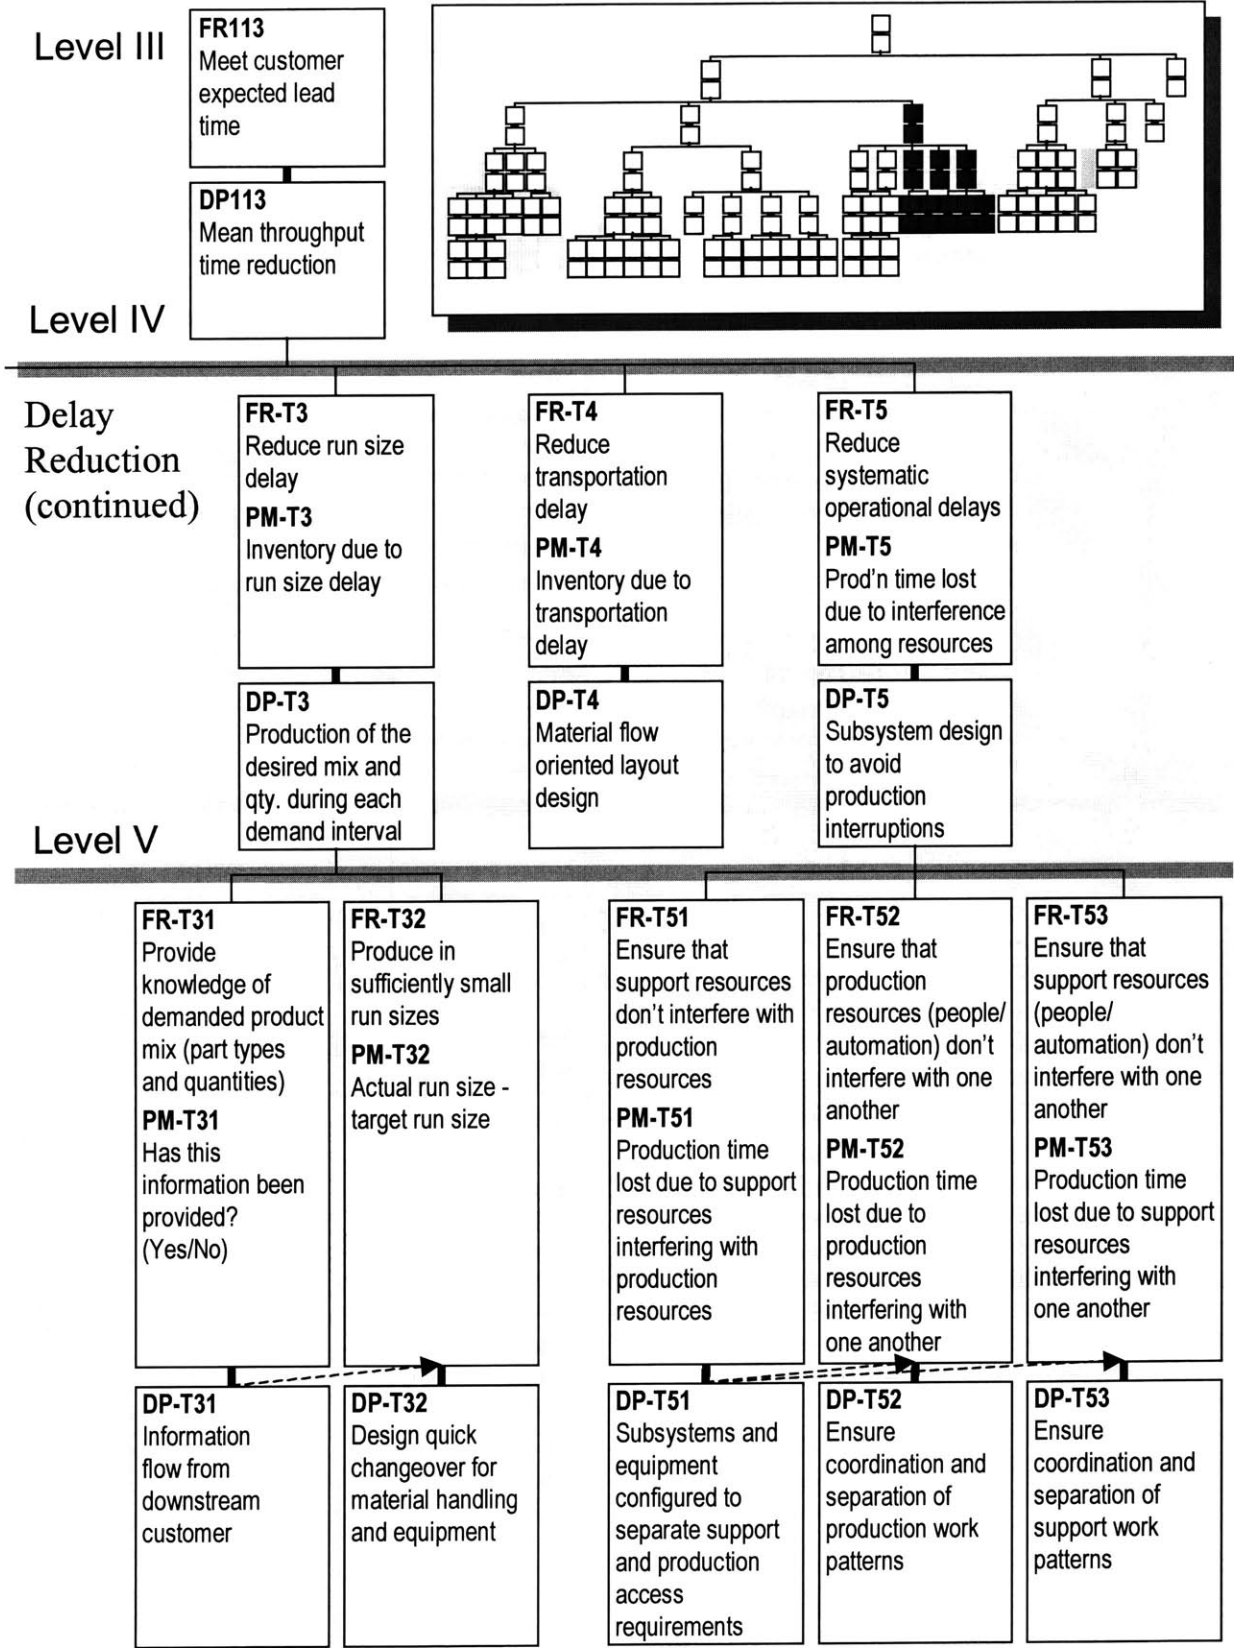 Level III
FR113
Meet customer
expected lead
time
DP113
Mean throughput
time reduction
Level IV
Delay
Reduction
(continued)
FR-T3
Reduce run size
delay
PM-T3
Inventory due to
run size delay
DP-T3
Production of the
desired mix and
qty. during each
demand interval
FR-T4
Reduce
transportation
delay
PM-T4
Inventory due to
transportation
delay
DP-T4
Material flow
oriented layout
design
FR-T5
Reduce
systematic
operational delays
PM-T5
Prod'n time lost
due to interference
among resources
DP-T5
Subsystem design
to avoid
production
interruptions
Level V
FR-T31
Provide
knowledge of
demanded product
mix (part types
and quantities)
PM-T31
Has this
information been
provided?
(Yes/No)
DP-T31
Information
flow from
downstream
customer
FR-T32
Produce in
sufficiently small
run sizes
PM-T32
Actual run size -
target run size
DP-T32
Design quick
changeover for
material handling
and equipment
FR-T51
Ensure that
support resources
don't interfere with
production
resources
PM-T51
Production time
lost due to support
resources
interfering with
production
resources
DP-T51
Subsystems and
equipment
configured to
separate support
and production
access
requirements
FR-T52
Ensure that
production
resources (people/
automation) don't
interfere with one
another
PM-T52
Production time
lost due to
production
resources
interfering with
one another
DP-T52
Ensure
coordination and
separation of
production work
patterns
FR-T53
Ensure that
support resources
(people/
automation) don't
interfere with one
another
PM-T53
Production time
lost due to support
resources
interfering with
one another
DP-T53
Ensure
coordination and
separation of
support work
patterns